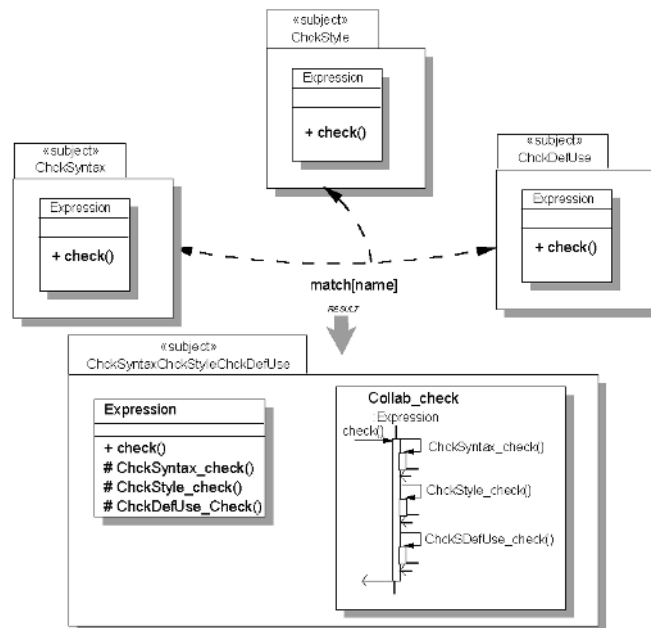 «subject»
ChckStyle
Expression
+ check()
«subject»
ChckSyntax
Expression
+ check()
«subject»
ChckDefUse
Expression
+ check()
match[name]
RESULT
«subject»
ChckSyntaxChckStyleChckDefUse
Expression
+ check()
# ChckSyntax_check()
# ChckStyle_check()
# ChckDefUse_Check()
Collab_check
: Expression
check()
ChckSyntax_check()
ChckStyle_check()
ChckSDefUse_check()